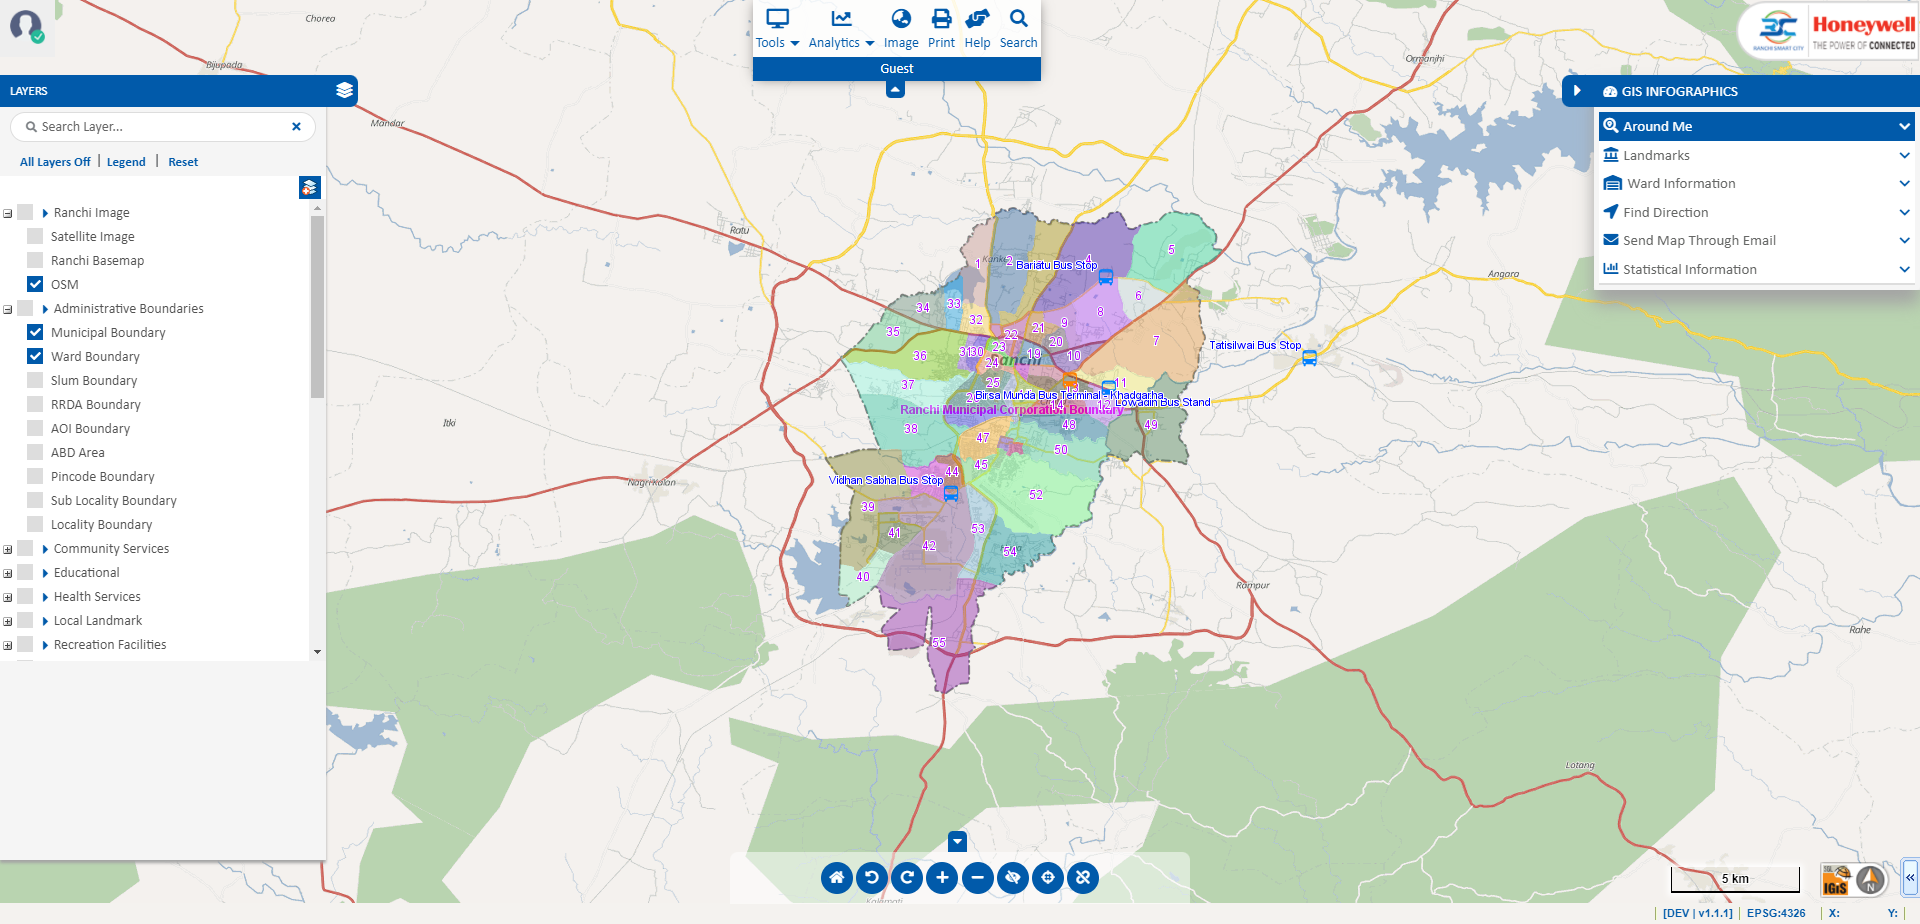 Tools
Analytics
Image
Print
Help
Search
Guest
RANCHI SMART CITY
Honeywell
THE POWER OF CONNECTED
LAYERS
Search Layer...
All Layers Off | Legend | Reset
Ranchi Image
Satellite Image
Ranchi Basemap
OSM
Administrative Boundaries
Municipal Boundary
Ward Boundary
Slum Boundary
RRDA Boundary
AOI Boundary
ABD Area
Pincode Boundary
Sub Locality Boundary
Locality Boundary
Community Services
Educational
Health Services
Local Landmark
Recreation Facilities
GIS INFOGRAPHICS
Around Me
Landmarks
Ward Information
Find Direction
Send Map Through Email
Statistical Information
Chorea
Bijupada
Mandar
Ormanjhi
Ratu
Angara
Itki
Nagri Kalan
Rampur
Rahe
Lotang
Kalamati
1
2
4
5
Bariatu Bus Stop
6
7
8
9
10
11
34
33
32
35
36
31
30
22
21
20
23
19
24
25
37
38
Tatisilwai Bus Stop
Birsa Munda Bus Terminal - Khadgarha
Lowadih Bus Stand
Ranchi Municipal Corporation Boundary
14
12
48
49
47
50
45
44
Vidhan Sabha Bus Stop
52
39
41
42
53
54
40
55
5 km
IGiS
N
[DEV | v1.1.1] | EPSG:4326 | X: Y: